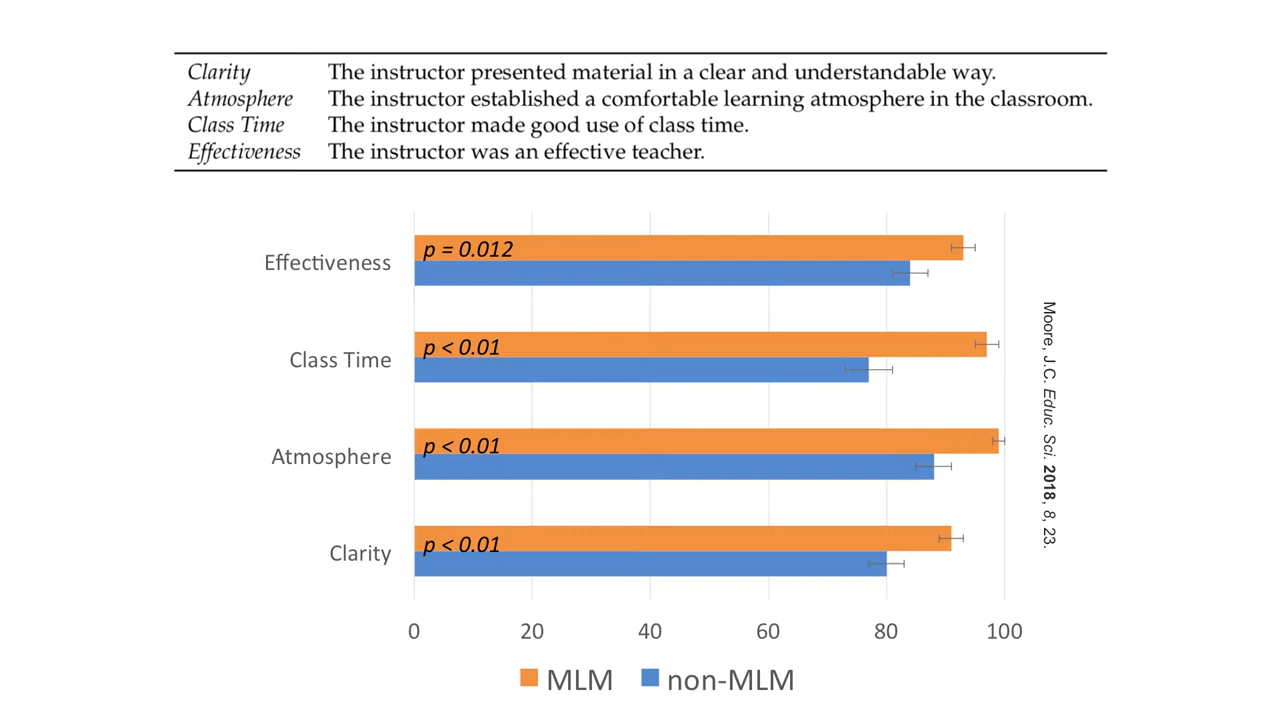 Clarity The instructor presented material in a clear and understandable way.
Atmosphere The instructor established a comfortable learning atmosphere in the classroom.
Class Time The instructor made good use of class time.
Effectiveness The instructor was an effective teacher.
Effectiveness
p = 0.012
Class Time
p < 0.01
Atmosphere
p < 0.01
Clarity
p < 0.01
0 20 40 60 80 100
MLM non-MLM
Moore, J.C. Educ. Sci. 2018, 8, 23.